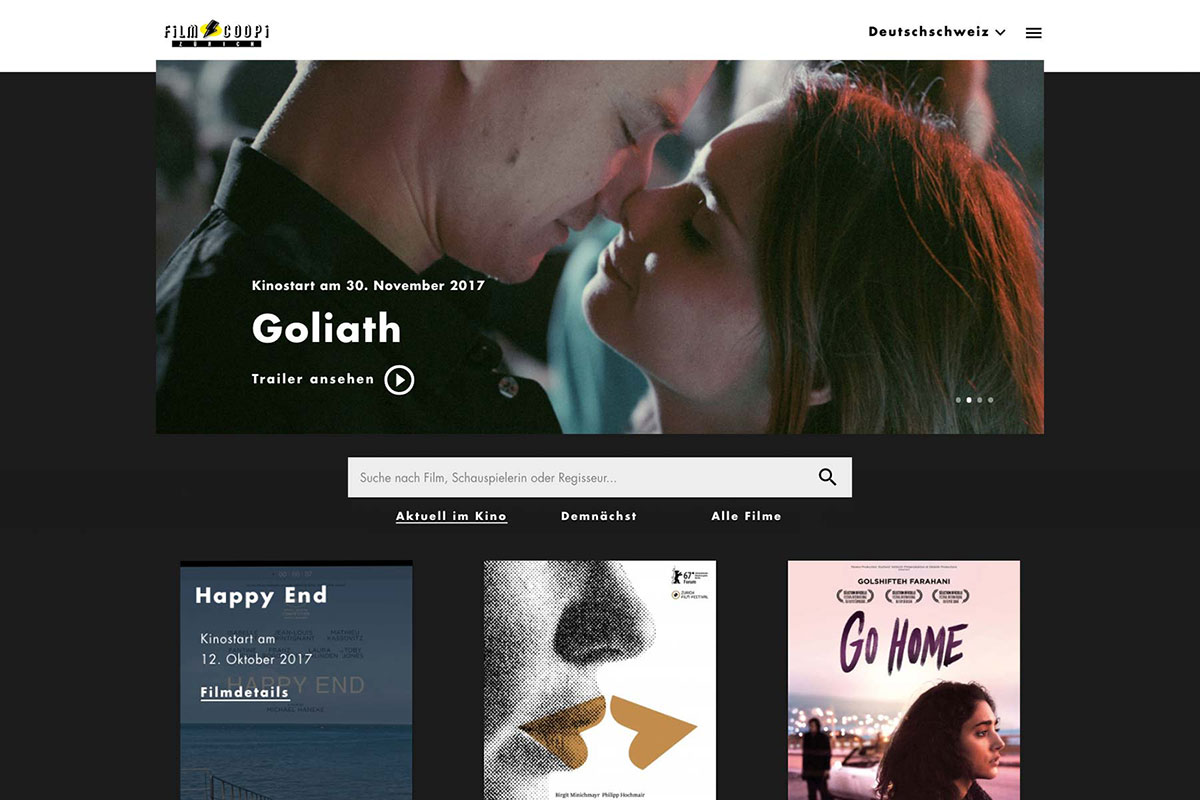 FiLM COOPi
ZÜRICH
Deutschschweiz
Kinostart am 30. November 2017
Goliath
Trailer ansehen
Suche nach Film, Schauspielerin oder Regisseur...
Aktuell im Kino
Demnächst
Alle Filme
Happy End
Kinostart am
12. Oktober 2017
Filmdetails
HAPPY END
MICHAEL HANEKE
67
Forum
ZURICH
FILM FESTIVAL
Birgit Minichmayr Philipp Hochmair
GOLSHIFTEH FARAHANI
GO HOME